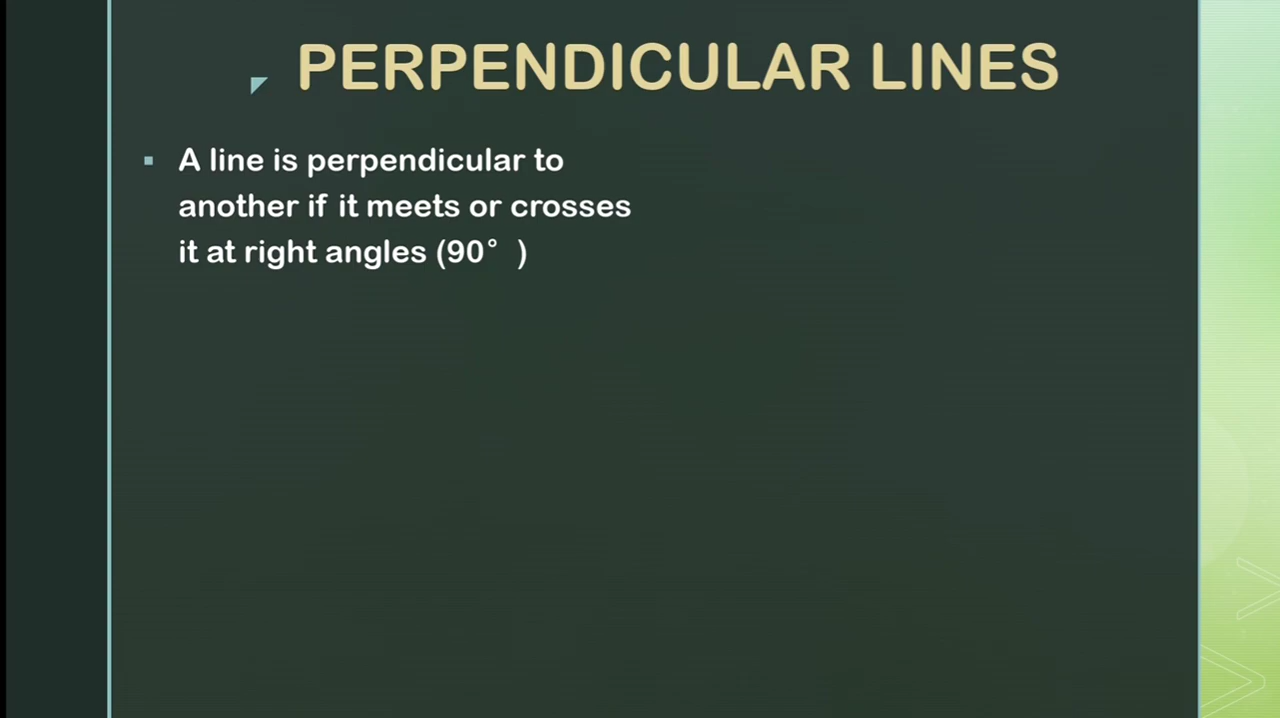 PERPENDICULAR LINES
A line is perpendicular to
another if it meets or crosses
it at right angles (90° )